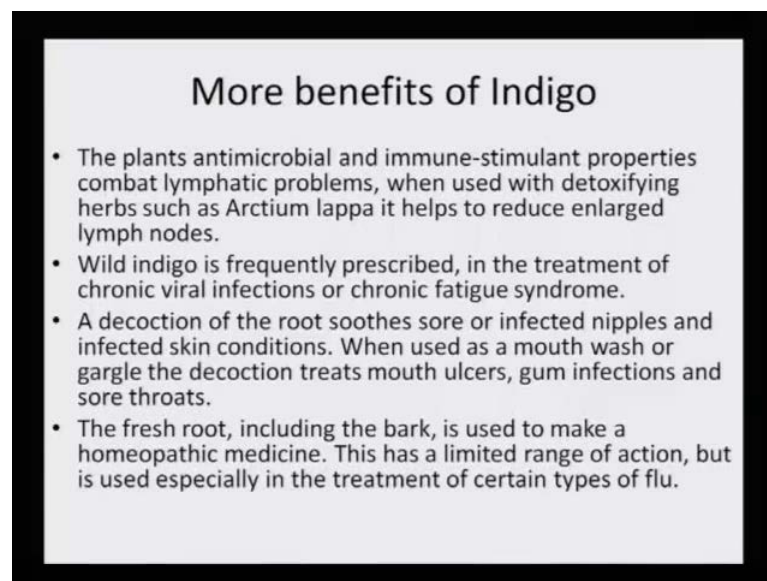 More benefits of Indigo
• The plants antimicrobial and immune-stimulant properties
combat lymphatic problems, when used with detoxifying
herbs such as Arctium lappa it helps to reduce enlarged
lymph nodes.
• Wild indigo is frequently prescribed, in the treatment of
chronic viral infections or chronic fatigue syndrome.
• A decoction of the root soothes sore or infected nipples and
infected skin conditions. When used as a mouth wash or
gargle the decoction treats mouth ulcers, gum infections and
sore throats.
• The fresh root, including the bark, is used to make a
homeopathic medicine. This has a limited range of action, but
is used especially in the treatment of certain types of flu.